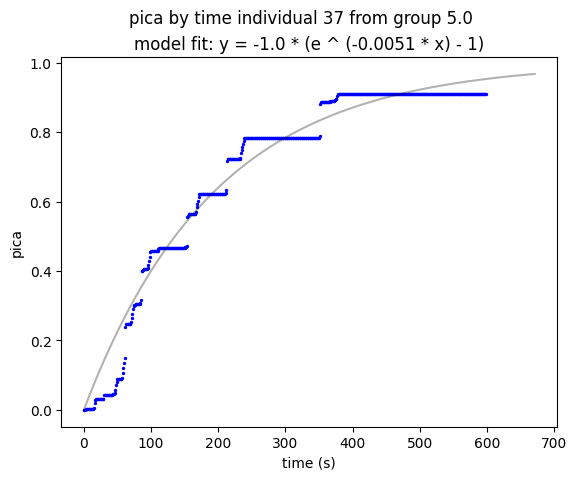 pica by time individual 37 from group 5.0
model fit: y = -1.0 * (e ^ (-0.0051 * x) - 1)
1.0
0.8
0.6
0.4
0.2
0.0
pica
0 100 200 300 400 500 600 700
time (s)